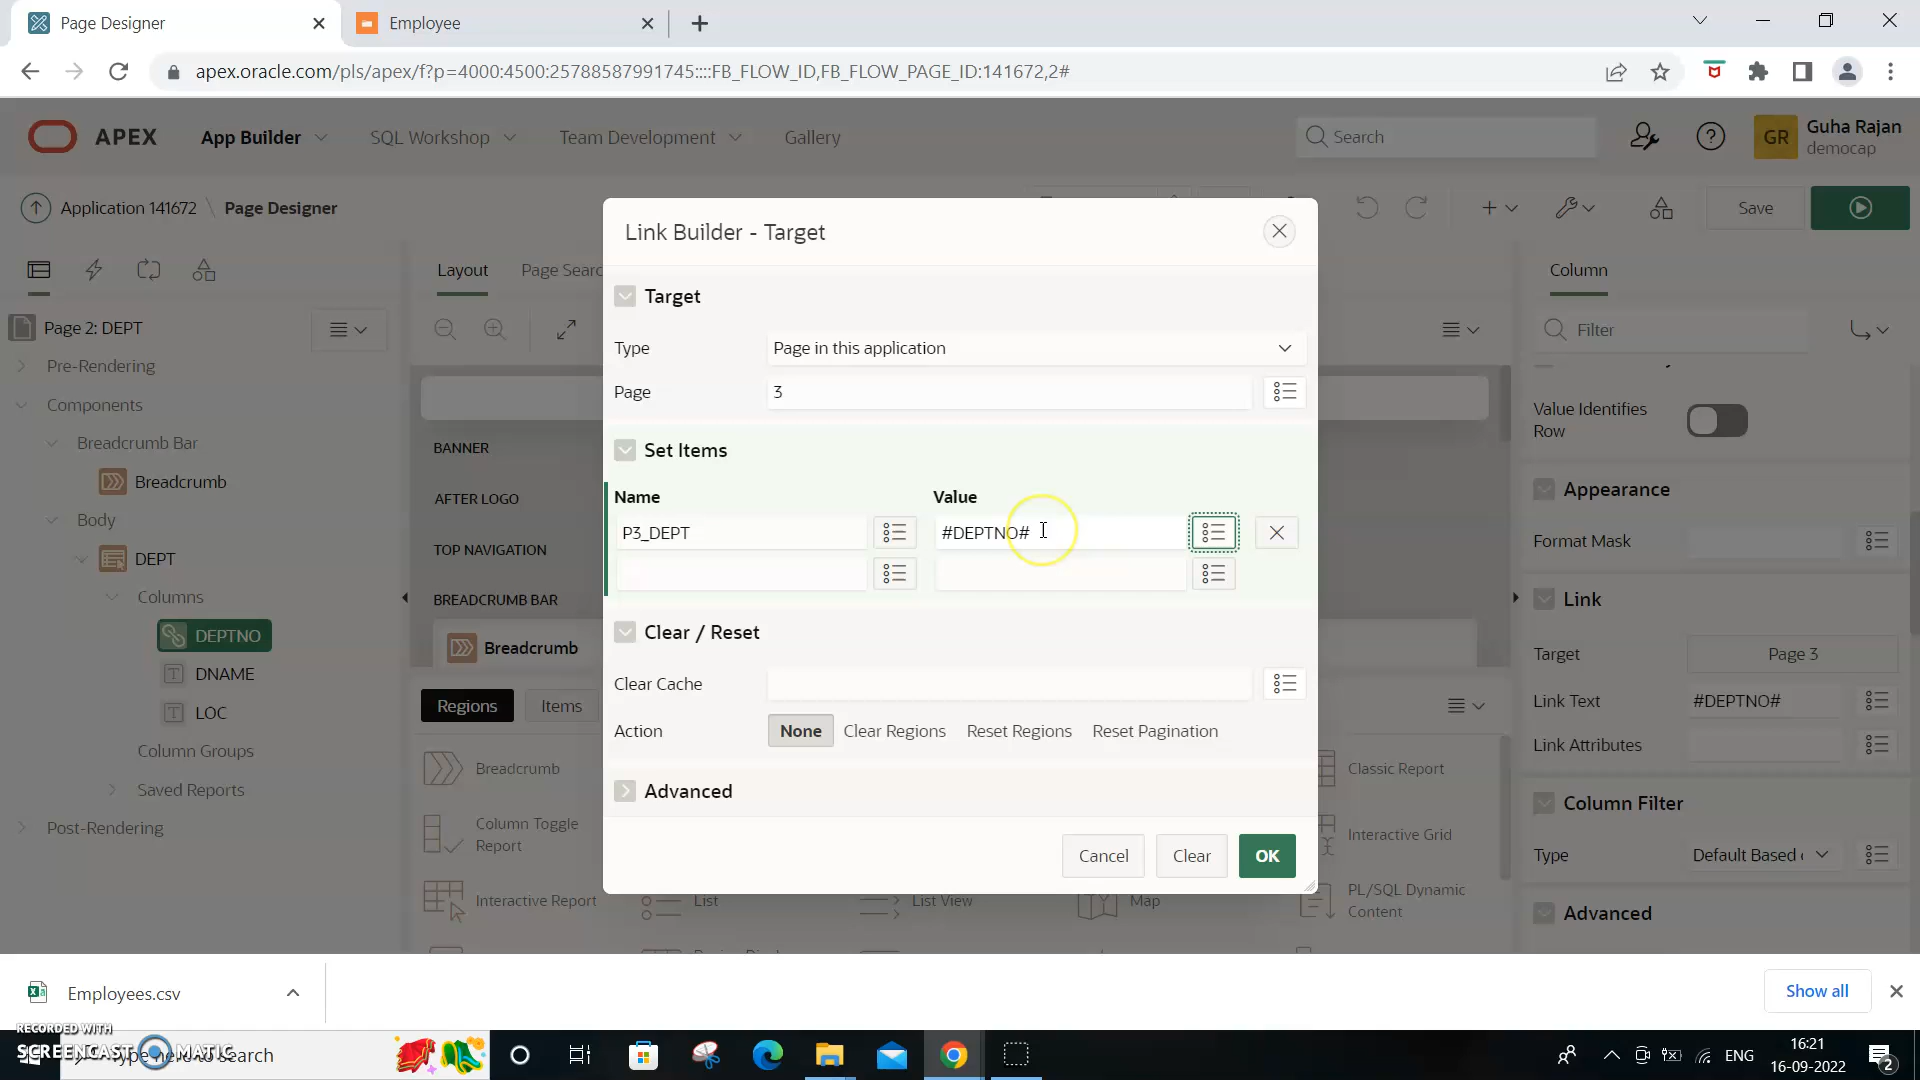 Page Designer
Employee
apex.oracle.com/pls/apex/f?p=4000:4500:25788587991745::::FB_FLOW_ID,FB_FLOW_PAGE_ID:141672,2#
APEX
App Builder
SQL Workshop
Team Development
Gallery
Search
GR
Guha Rajan
democap
Application 141672 \ Page Designer
Save
Layout
Page Searc
Column
Page 2: DEPT
Pre-Rendering
Components
Breadcrumb Bar
Breadcrumb
Body
DEPT
Columns
DEPTNO
DNAME
LOC
Column Groups
Saved Reports
Post-Rendering
BANNER
AFTER LOGO
TOP NAVIGATION
BREADCRUMB BAR
Breadcrumb
Regions
Items
Breadcrumb
Column Toggle
Report
Interactive Report
List
List View
Map
Classic Report
Interactive Grid
PL/SQL Dynamic
Content
Link Builder - Target
Target
Type
Page in this application
Page
3
Set Items
Name
Value
P3_DEPT
#DEPTNO#
Clear / Reset
Clear Cache
Action
None
Clear Regions
Reset Regions
Reset Pagination
Advanced
Cancel
Clear
OK
Filter
Value Identifies
Row
Appearance
Format Mask
Link
Target
Page 3
Link Text
#DEPTNO#
Link Attributes
Column Filter
Type
Default Based
Advanced
Employees.csv
Show all
RECORDED WITH
SCREENCAST MATIC
Type here to search
ENG
16:21
16-09-2022
2